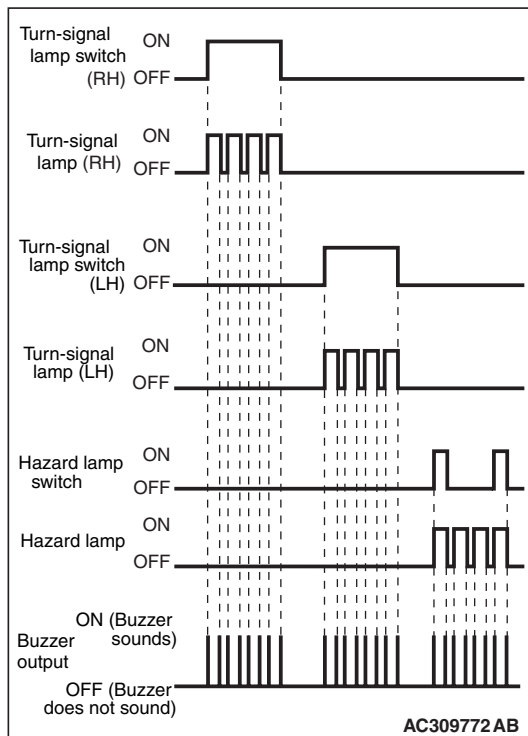 Turn-signal
lamp switch
(RH)
ON
OFF
Turn-signal
lamp (RH)
ON
OFF
Turn-signal
lamp switch
(LH)
ON
OFF
Turn-signal
lamp (LH)
ON
OFF
Hazard lamp
switch
ON
OFF
Hazard lamp
ON
OFF
Buzzer
output
ON (Buzzer
sounds)
OFF (Buzzer
does not sound)
AC309772AB